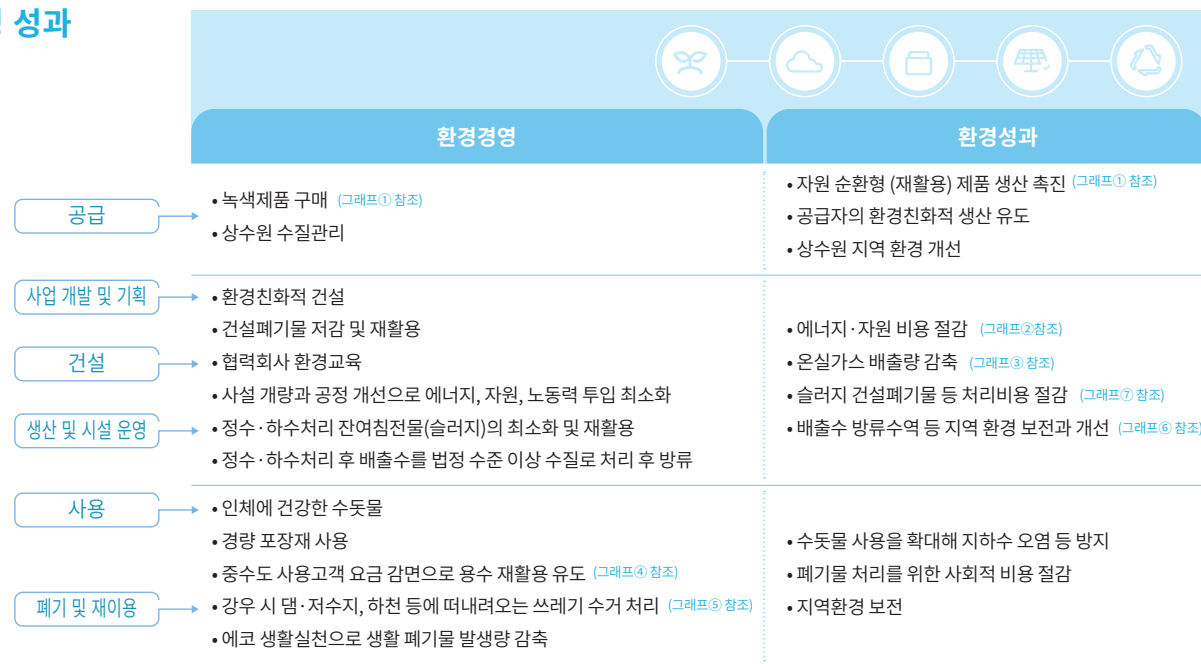 성과
환경경영
환경성과
공급
• 녹색제품 구매 (그래프① 참조)
• 상수원 수질관리
• 자원 순환형 (재활용) 제품 생산 촉진 (그래프① 참조)
• 공급자의 환경친화적 생산 유도
• 상수원 지역 환경 개선
사업 개발 및 기획
건설
생산 및 시설 운영
• 환경친화적 건설
• 건설폐기물 저감 및 재활용
• 협력회사 환경교육
• 사설 개량과 공정 개선으로 에너지, 자원, 노동력 투입 최소화
• 정수·하수처리 잔여침전물(슬러지)의 최소화 및 재활용
• 정수·하수처리 후 배출수를 법정 수준 이상 수질로 처리 후 방류
• 에너지·자원 비용 절감 (그래프②참조)
• 온실가스 배출량 감축 (그래프③ 참조)
• 슬러지 건설폐기물 등 처리비용 절감 (그래프⑦ 참조)
• 배출수 방류수역 등 지역 환경 보전과 개선 (그래프⑥ 참조)
사용
폐기 및 재이용
• 인체에 건강한 수돗물
• 경량 포장재 사용
• 중수도 사용고객 요금 감면으로 용수 재활용 유도 (그래프④ 참조)
• 강우 시 댐·저수지, 하천 등에 떠내려오는 쓰레기 수거 처리 (그래프⑤ 참조)
• 에코 생활실천으로 생활 폐기물 발생량 감축
• 수돗물 사용을 확대해 지하수 오염 등 방지
• 폐기물 처리를 위한 사회적 비용 절감
• 지역환경 보전